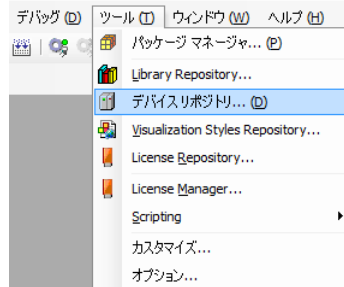 デバッグ (D) ツール (T) ウィンドウ (W) ヘルプ (H)
パッケージ マネージャ... (P)
Library Repository...
デバイスリポジトリ... (D)
Visualization Styles Repository...
License Repository...
License Manager...
Scripting
カスタマイズ...
オプション...